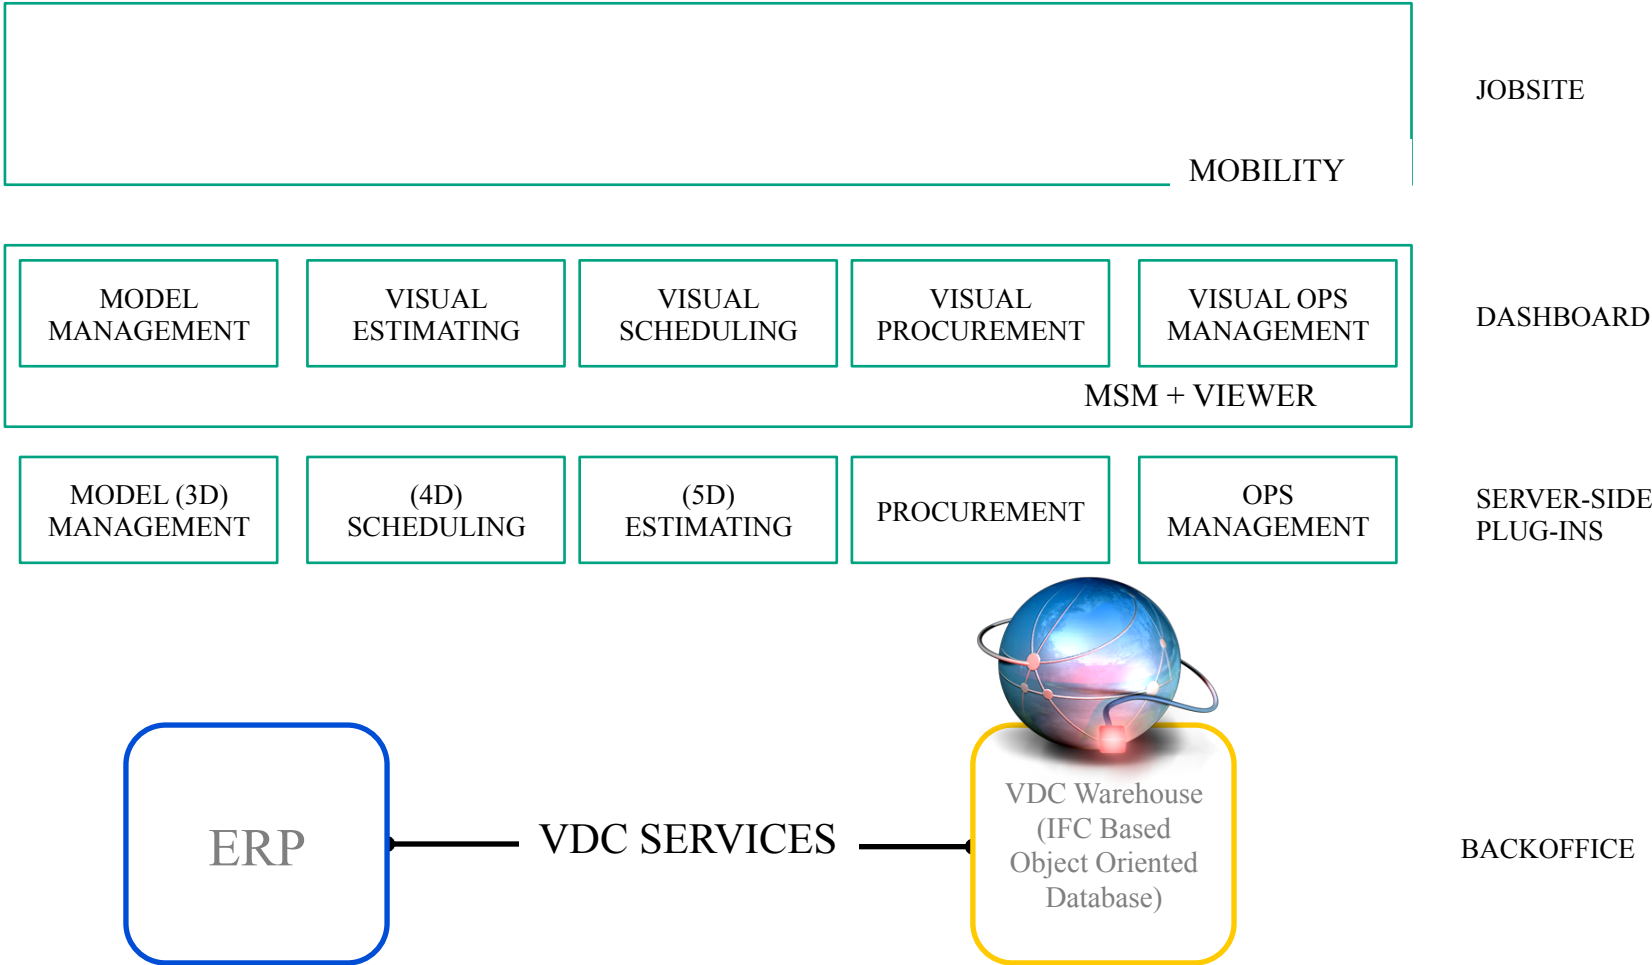 JOBSITE
MOBILITY
MODEL
MANAGEMENT
VISUAL
ESTIMATING
VISUAL
SCHEDULING
VISUAL
PROCUREMENT
VISUAL OPS
MANAGEMENT
DASHBOARD
MSM + VIEWER
MODEL (3D)
MANAGEMENT
(4D)
SCHEDULING
(5D)
ESTIMATING
PROCUREMENT
OPS
MANAGEMENT
SERVER-SIDE
PLUG-INS
ERP
VDC SERVICES
VDC Warehouse
(IFC Based
Object Oriented
Database)
BACKOFFICE